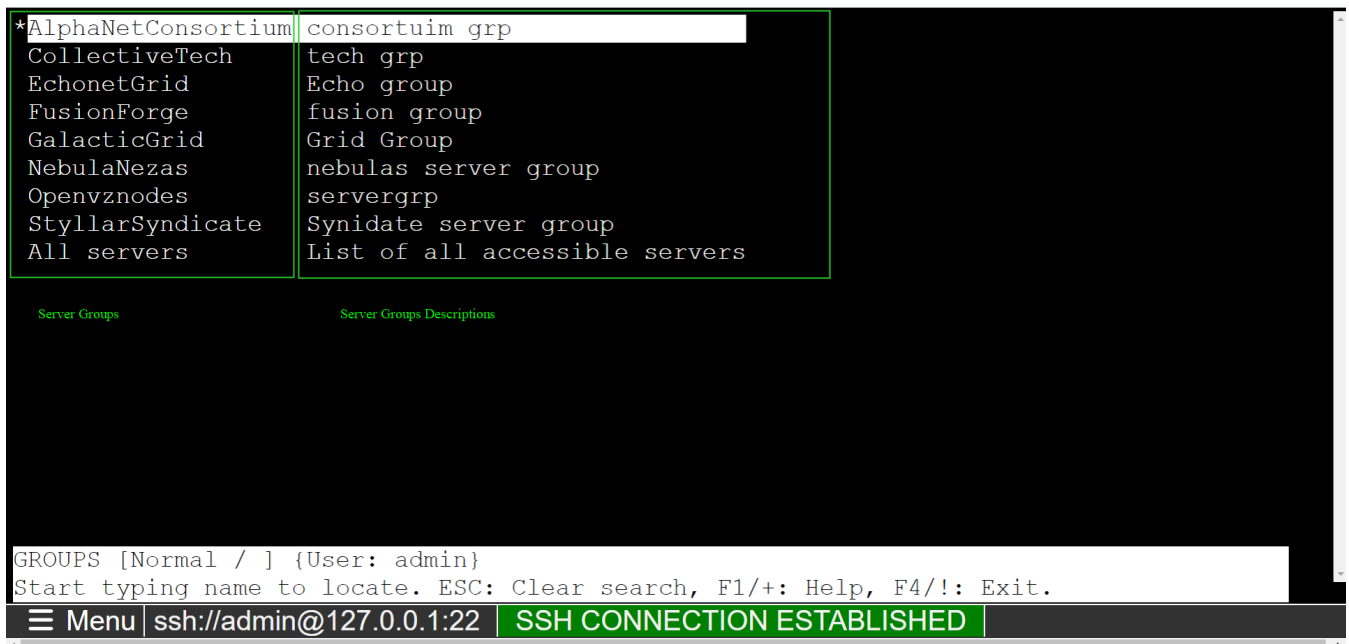 *AlphaNetConsortium consortuim grp
CollectiveTech tech grp
EchonetGrid Echo group
FusionForge fusion group
GalacticGrid Grid Group
NebulaNezas nebulas server group
Openvznodes servergrp
StyllarSyndicate Synidate server group
All servers List of all accessible servers
Server Groups Server Groups Descriptions
GROUPS [Normal / ] {User: admin}
Start typing name to locate. ESC: Clear search, F1/+: Help, F4/!: Exit.
☰ Menu ssh://admin@127.0.0.1:22 SSH CONNECTION ESTABLISHED